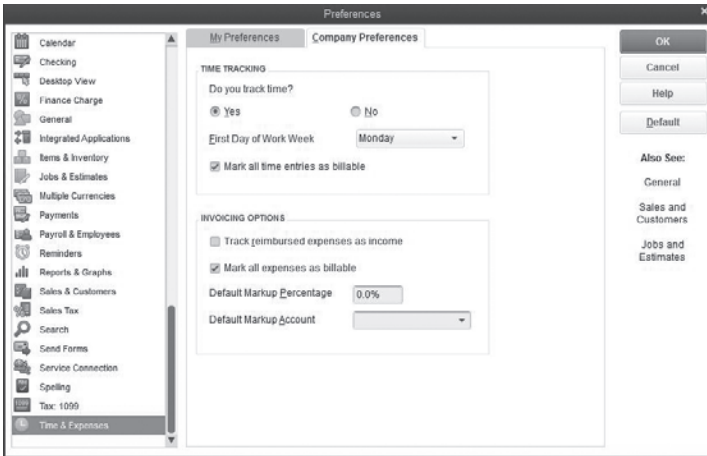 Preferences
Calendar
Checking
Desktop View
Finance Charge
General
Integrated Applications
Items & Inventory
Jobs & Estimates
Multiple Currencies
Payments
Payroll & Employees
Reminders
Reports & Graphs
Sales & Customers
Sales Tax
Search
Send Forms
Service Connection
Spelling
Tax: 1099
Time & Expenses
My Preferences
Company Preferences
TIME TRACKING
Do you track time?
Yes
No
First Day of Work Week
Monday
Mark all time entries as billable
INVOICING OPTIONS
Track reimbursed expenses as income
Mark all expenses as billable
Default Markup Percentage
0.0%
Default Markup Account
OK
Cancel
Help
Default
Also See:
General
Sales and
Customers
Jobs and
Estimates